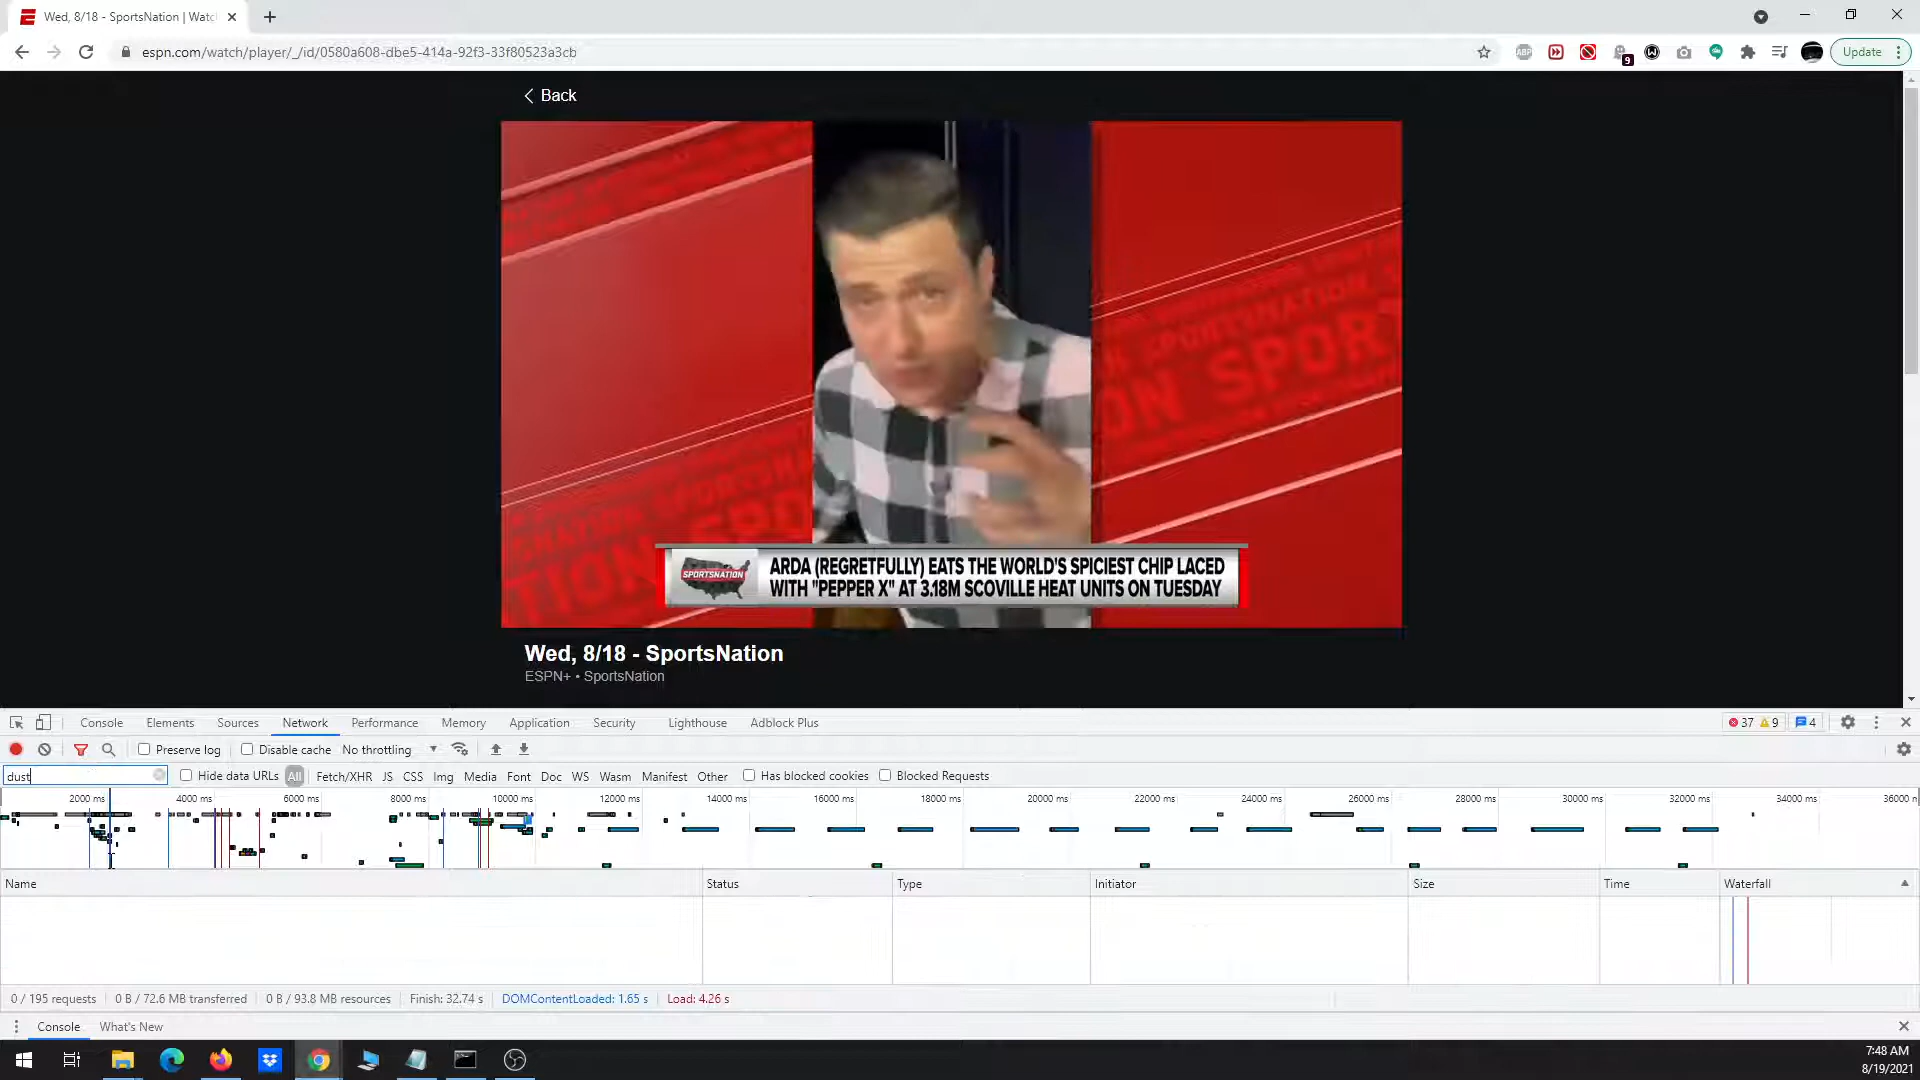 Wed, 8/18 - SportsNation | Watc
espn.com/watch/player/_/id/0580a608-dbe5-414a-92f3-33f80523a3cb
ABP
9
Update
Back
SPORTSNATION
ARDA (REGRETFULLY) EATS THE WORLD'S SPICIEST CHIP LACED
WITH "PEPPER X" AT 3.18M SCOVILLE HEAT UNITS ON TUESDAY
Wed, 8/18 - SportsNation
ESPN+ • SportsNation
Console Elements Sources Network Performance Memory Application Security Lighthouse Adblock Plus 37 9 4
Preserve log Disable cache No throttling
dust Hide data URLs All Fetch/XHR JS CSS Img Media Font Doc WS Wasm Manifest Other Has blocked cookies Blocked Requests
2000 ms 4000 ms 6000 ms 8000 ms 10000 ms 12000 ms 14000 ms 16000 ms 18000 ms 20000 ms 22000 ms 24000 ms 26000 ms 28000 ms 30000 ms 32000 ms 34000 ms 36000 n
Name Status Type Initiator Size Time Waterfall
0 / 195 requests 0 B / 72.6 MB transferred 0 B / 93.8 MB resources Finish: 32.74 s DOMContentLoaded: 1.65 s Load: 4.26 s
Console What's New
7:48 AM
8/19/2021